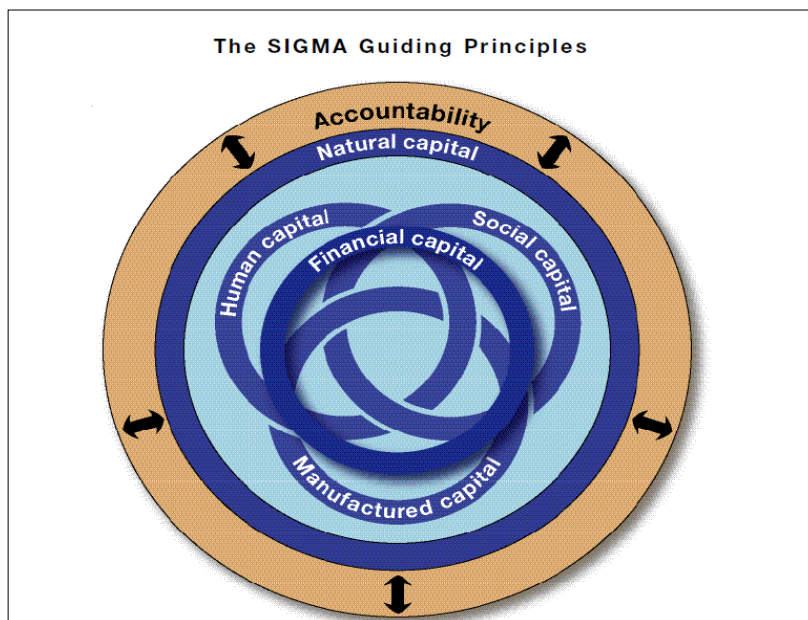 The SIGMA Guiding Principles
Accountability
Natural capital
Human capital
Social capital
Financial capital
Manufactured capital